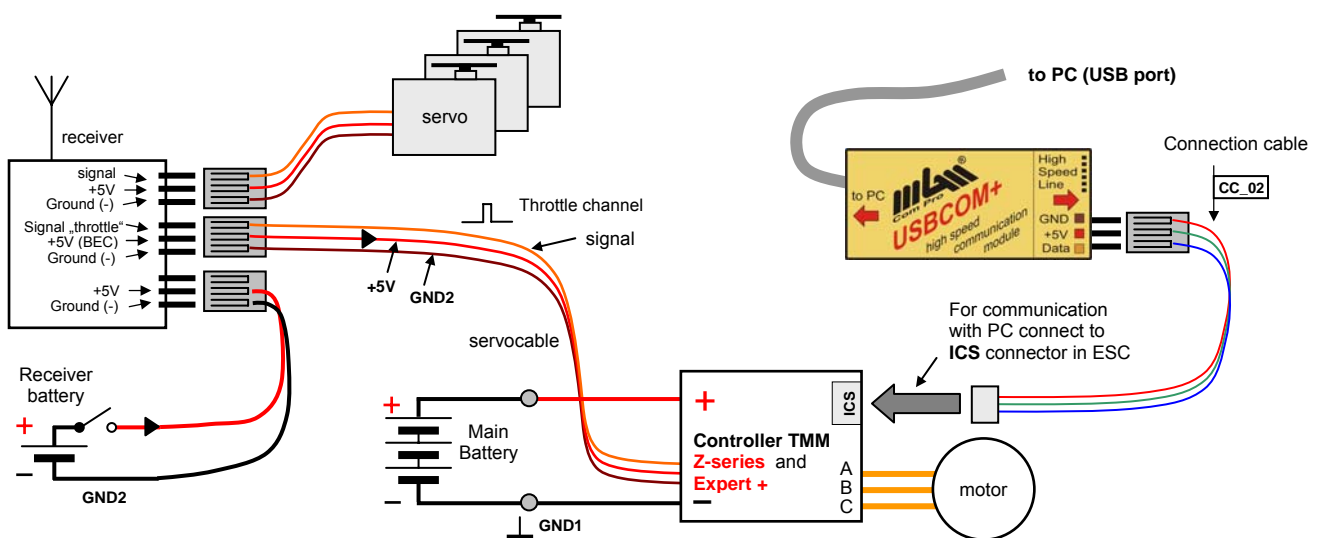 to PC (USB port)
servo
receiver
signal
+5V
Ground (-)
Signal „throttle“
+5V (BEC)
Ground (-)
+5V
Ground (-)
Throttle channel
signal
+5V
GND2
servocable
Receiver
battery
+
–
GND2
+
Main
Battery
–
GND1
to PC
mgm
Com Pro
®
USBCOM+
high speed
communication
module
High
Speed
Line
GND
+5V
Data
Connection cable
CC_02
For communication
with PC connect to
ICS connector in ESC
+
ICS
Controller TMM
Z-series and
Expert +
–
A
B
C
motor